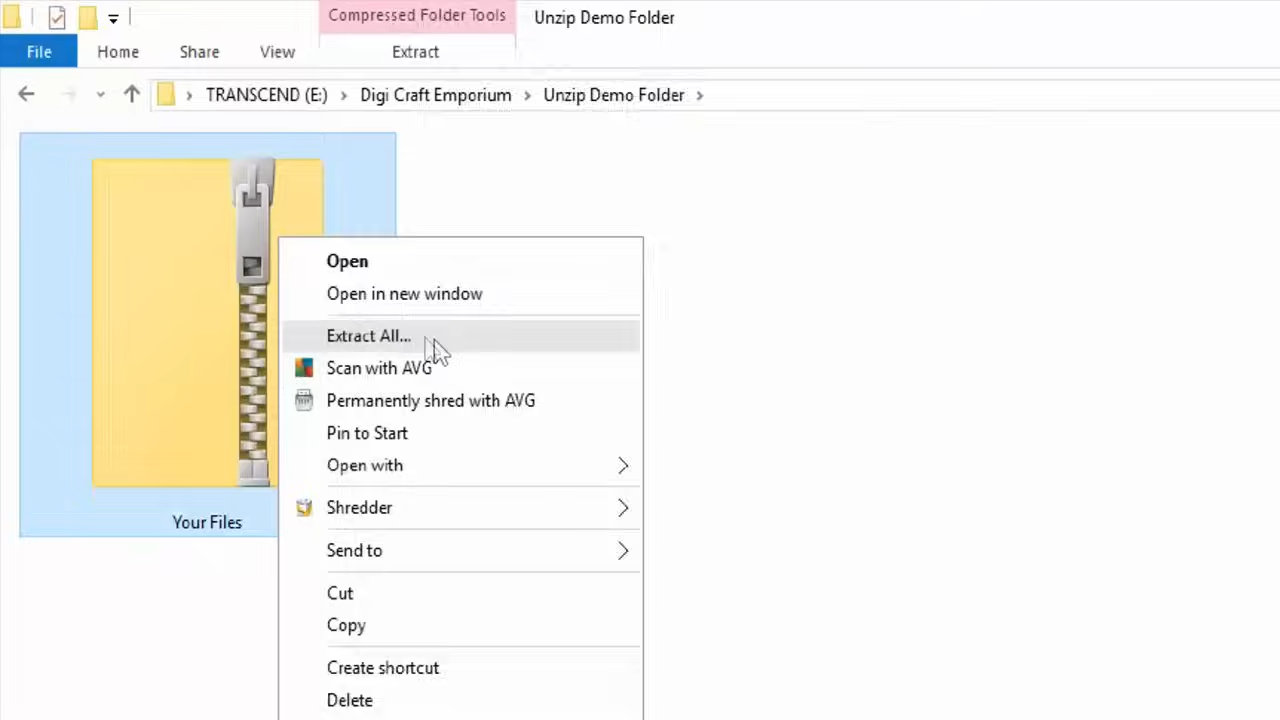 Compressed Folder Tools
Unzip Demo Folder
File
Home
Share
View
Extract
TRANSCEND (E:)
Digi Craft Emporium
Unzip Demo Folder
Your Files
Open
Open in new window
Extract All...
Scan with AVG
Permanently shred with AVG
Pin to Start
Open with
Shredder
Send to
Cut
Copy
Create shortcut
Delete